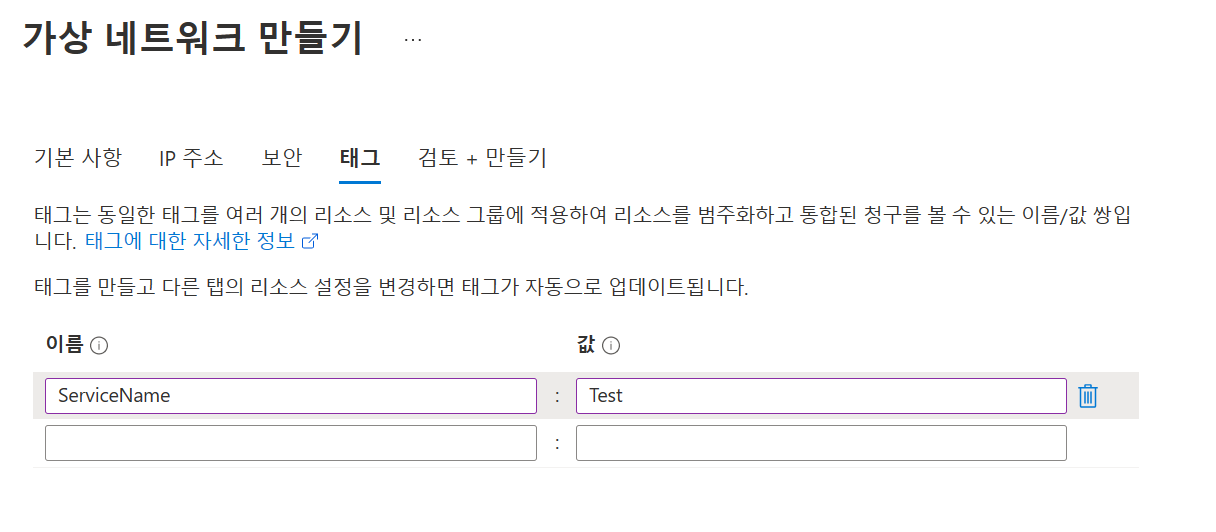 가상 네트워크 만들기 ...
기본 사항 IP 주소 보안 태그 검토 + 만들기
태그는 동일한 태그를 여러 개의 리소스 및 리소스 그룹에 적용하여 리소스를 범주화하고 통합된 청구를 볼 수 있는 이름/값 쌍입
니다. 태그에 대한 자세한 정보
태그를 만들고 다른 탭의 리소스 설정을 변경하면 태그가 자동으로 업데이트됩니다.
이름 값
ServiceName : Test
: